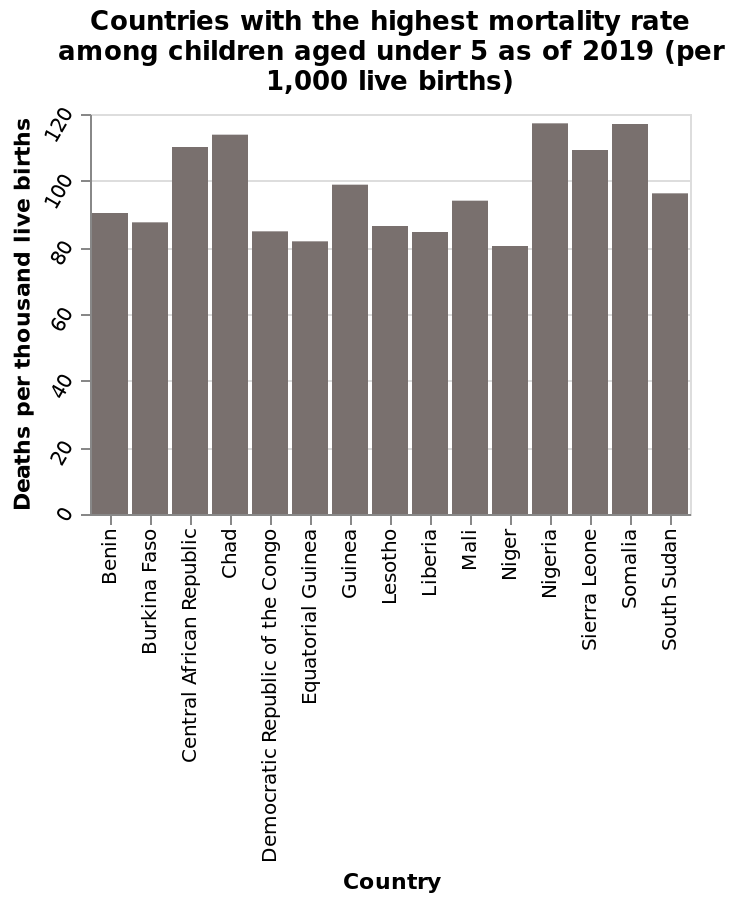 Countries with the highest mortality rate
among children aged under 5 as of 2019 (per
1,000 live births)
Deaths per thousand live births
120
100
80
60
40
20
0
Benin
Burkina Faso
Central African Republic
Chad
Democratic Republic of the Congo
Equatorial Guinea
Guinea
Lesotho
Liberia
Mali
Niger
Nigeria
Sierra Leone
Somalia
South Sudan
Country